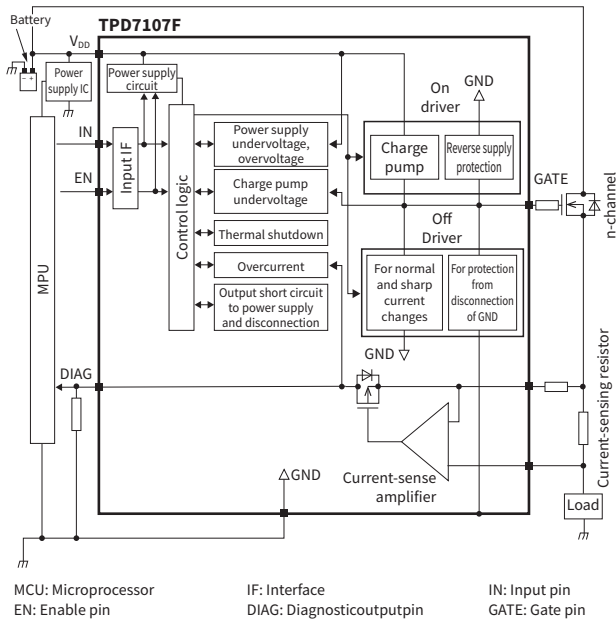 TPD7107F
Battery
V_DD
Power
supply IC
Power supply
circuit
GND
On
driver
IN
Input IF
Control logic
Power supply
undervoltage,
overvoltage
Charge
pump
Reverse supply
protection
EN
Charge pump
undervoltage
GATE
n-channel
Off
Driver
Thermal shutdown
Overcurrent
Output short circuit
to power supply
and disconnection
For normal
and sharp
current
changes
For protection
from
disconnection
of GND
MPU
GND
DIAG
Current-sensing resistor
Current-sense
amplifier
GND
Load
MCU: Microprocessor
IF: Interface
IN: Input pin
EN: Enable pin
DIAG: Diagnosticoutputpin
GATE: Gate pin
- +